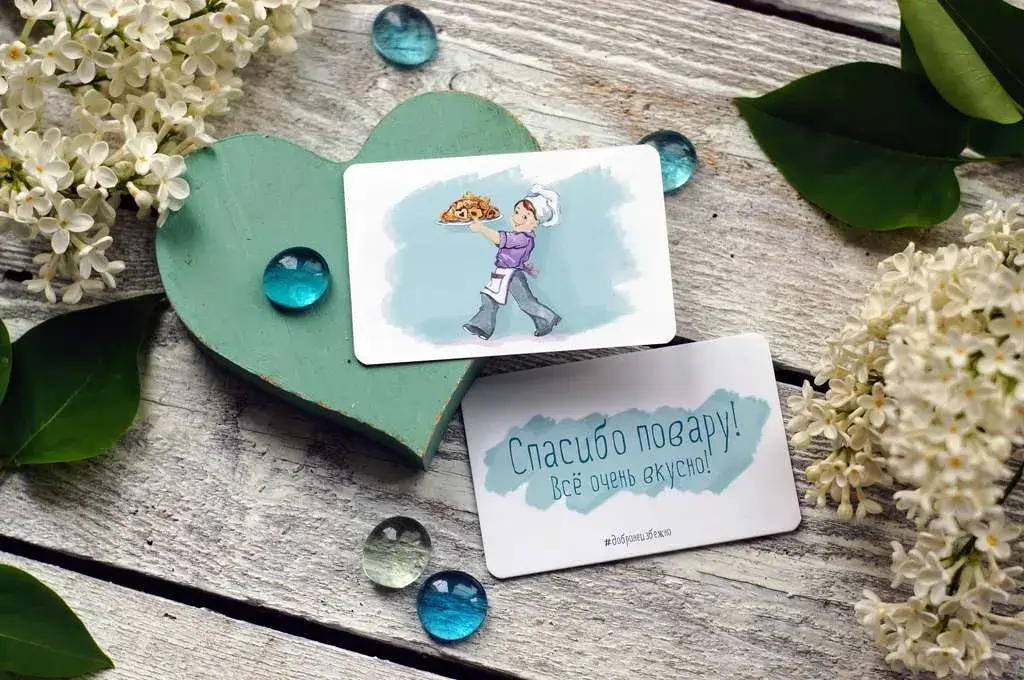 Спасибо повару!
Всё очень вкусно!
#добронеизбежно